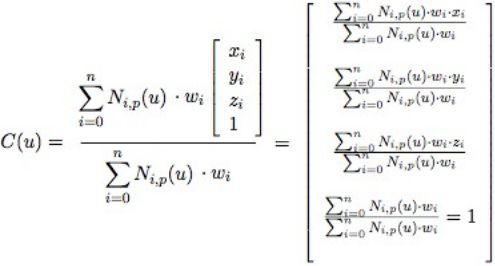 C(u) = \frac{\sum_{i=0}^{n} N_{i,p}(u) \cdot w_i \begin{bmatrix} x_i \\ y_i \\ z_i \\ 1 \end{bmatrix}}{\sum_{i=0}^{n} N_{i,p}(u) \cdot w_i} = \begin{bmatrix} \frac{\sum_{i=0}^{n} N_{i,p}(u) \cdot w_i \cdot x_i}{\sum_{i=0}^{n} N_{i,p}(u) \cdot w_i} \\ \frac{\sum_{i=0}^{n} N_{i,p}(u) \cdot w_i \cdot y_i}{\sum_{i=0}^{n} N_{i,p}(u) \cdot w_i} \\ \frac{\sum_{i=0}^{n} N_{i,p}(u) \cdot w_i \cdot z_i}{\sum_{i=0}^{n} N_{i,p}(u) \cdot w_i} \\ \frac{\sum_{i=0}^{n} N_{i,p}(u) \cdot w_i}{\sum_{i=0}^{n} N_{i,p}(u) \cdot w_i} = 1 \end{bmatrix}